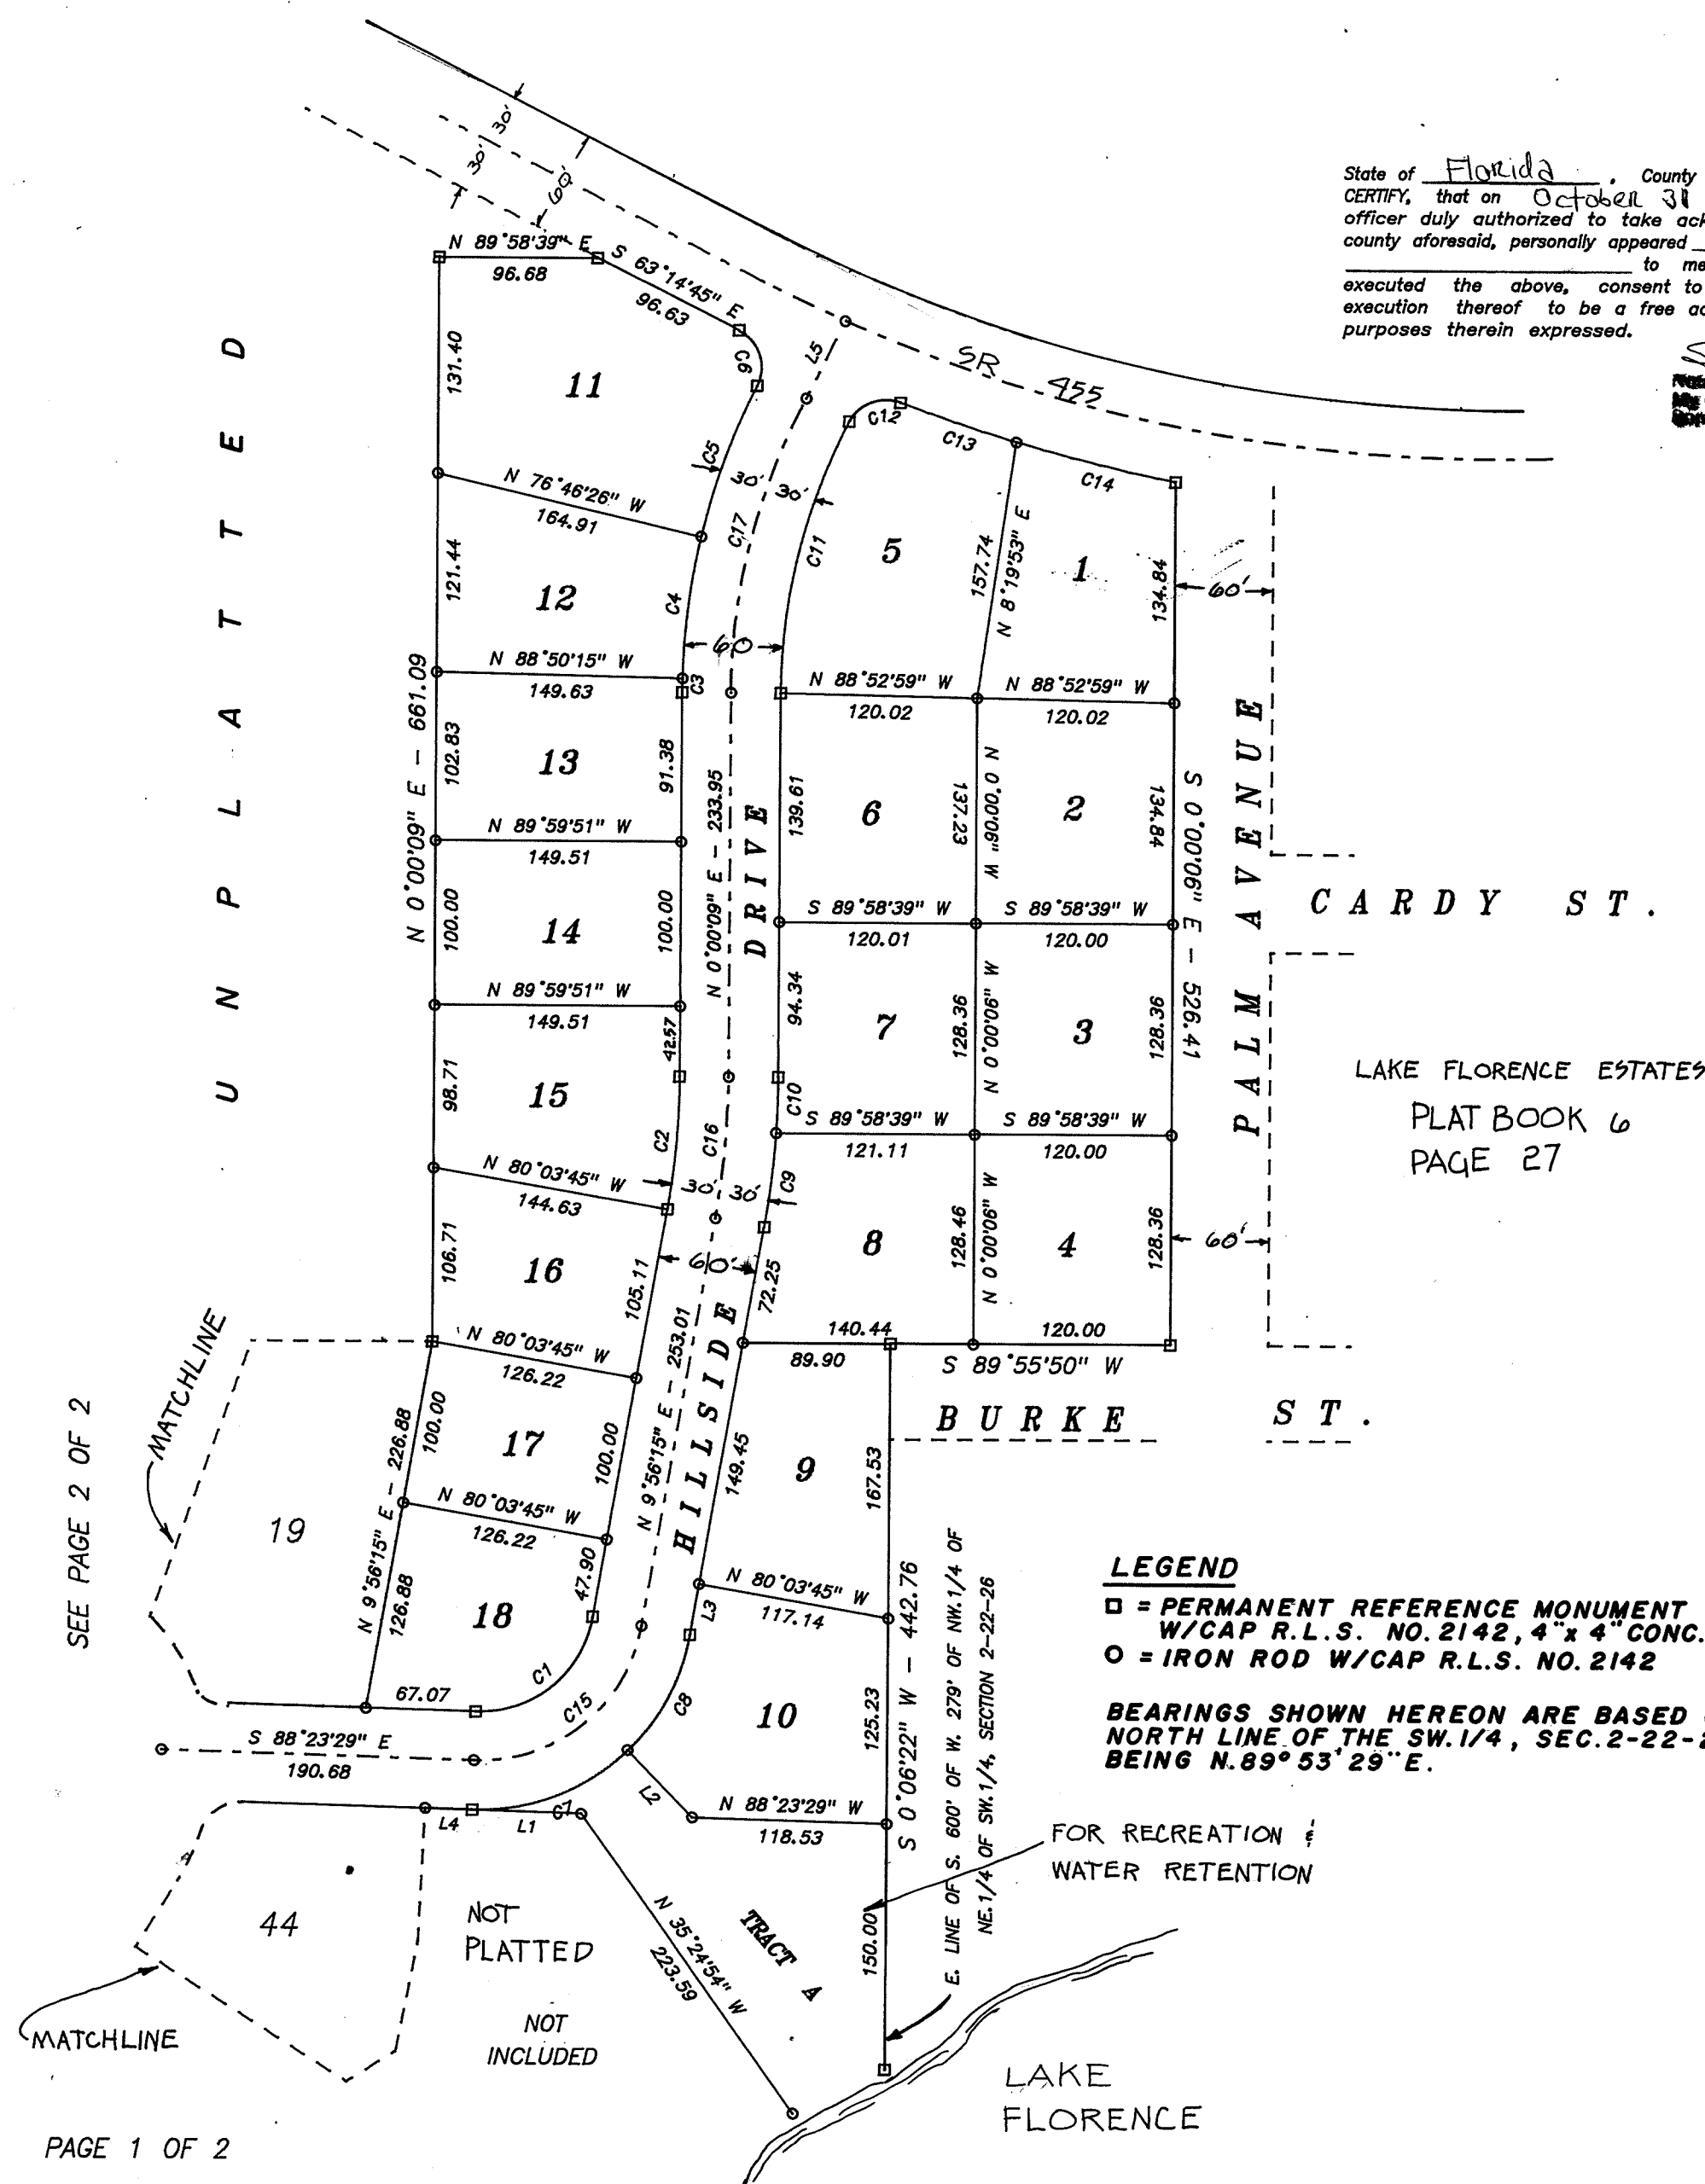 State of Florida . County
CERTIFY, that on October 31
officer duly authorized to take
county aforesaid, personally appeared
to me
executed the above, consent to
execution thereof to be a free
purposes therein expressed.
30' 30'
60'
N 89°58'39" E
96.68
S 63°14'45" E
96.63
C6
L5
SR 455
131.40
11
C5
30' 30'
C17
C12
C13
C14
N 76°46'26" W
164.91
C11
5
157.74
N 8°19'53" E
1
134.84
60'
121.44
12
C4
60
N 88°50'15" W
149.63
C3
N 88°52'59" W
120.02
N 88°52'59" W
120.02
UNPLATTED
N 0°00'09" E - 661.09
102.83
13
91.38
N 0°00'09" E - 233.95
139.61
6
137.23
N 0°00'06" W
2
134.84
S 0°00'06" E - 526.41
PALM AVENUE
N 89°59'51" W
149.51
S 89°58'39" W
120.01
S 89°58'39" W
120.00
CARDY ST.
100.00
14
100.00
HILLSIDE DRIVE
N 89°59'51" W
149.51
94.34
7
128.36
N 0°00'06" W
3
128.36
42.57
98.71
15
C2
C16
C10
LAKE FLORENCE ESTATES
PLAT BOOK 6
PAGE 27
S 89°58'39" W
121.11
S 89°58'39" W
120.00
N 80°03'45" W
144.63
30' 30'
C9
106.71
16
105.11
60'
72.25
8
128.46
N 0°00'06" W
4
128.36
60'
N 80°03'45" W
126.22
140.44
89.90
120.00
S 89°55'50" W
BURKE ST.
MATCHLINE
SEE PAGE 2 OF 2
19
N 9°56'15" E - 226.88
100.00
17
100.00
N 9°56'15" E - 253.01
149.45
9
167.53
N 80°03'45" W
126.22
126.88
18
47.90
C1
L3
N 80°03'45" W
117.14
S 0°06'22" W - 442.76
E. LINE OF S. 600' OF W. 279' OF NW.1/4 OF
NE.1/4 OF SW.1/4, SECTION 2-22-26
LEGEND
= PERMANENT REFERENCE MONUMENT
W/CAP R.L.S. NO. 2142, 4"x 4" CONC.
= IRON ROD W/CAP R.L.S. NO. 2142
BEARINGS SHOWN HEREON ARE BASED
NORTH LINE OF THE SW.1/4, SEC.2-22-2
BEING N.89°53'29"E.
67.07
C15
C8
10
125.23
S 88°23'29" E
190.68
L2
N 88°23'29" W
118.53
L4
L1
C7
FOR RECREATION &
WATER RETENTION
44
NOT
PLATTED
N 35°24'54" W
223.59
TRACT A
150.00
NOT
INCLUDED
MATCHLINE
LAKE
FLORENCE
PAGE 1 OF 2